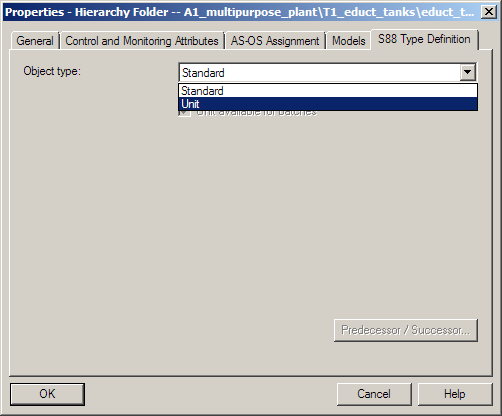 Properties - Hierarchy Folder -- A1_multipurpose_plant\T1_educt_tanks\educt_t...
General Control and Monitoring Attributes AS-OS Assignment Models S88 Type Definition
Object type: Standard
Standard
Unit
Unit available for batches
Predecessor / Successor...
OK Cancel Help